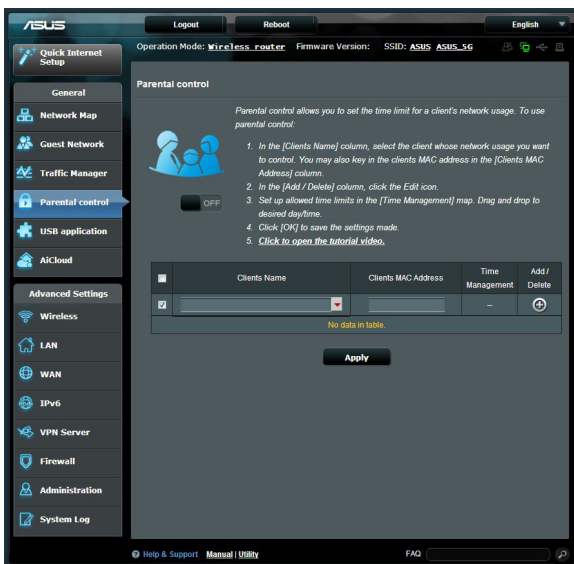 ASUS
Logout
Reboot
English
Operation Mode: Wireless router Firmware Version: SSID: ASUS ASUS_5G
Quick Internet
Setup
General
Network Map
Guest Network
Traffic Manager
Parental control
USB application
AiCloud
Advanced Settings
Wireless
LAN
WAN
IPv6
VPN Server
Firewall
Administration
System Log
Parental control
Parental control allows you to set the time limit for a client's network usage. To use
parental control:
1. In the [Clients Name] column, select the client whose network usage you want
to control. You may also key in the clients MAC address in the [Clients MAC
Address] column.
2. In the [Add / Delete] column, click the Edit icon.
3. Set up allowed time limits in the [Time Management] map. Drag and drop to
desired day/time.
4. Click [OK] to save the settings made.
5. Click to open the tutorial video.
OFF
Clients Name
Clients MAC Address
Time
Management
Add /
Delete
--
No data in table.
Apply
Help & Support Manual | Utility
FAQ